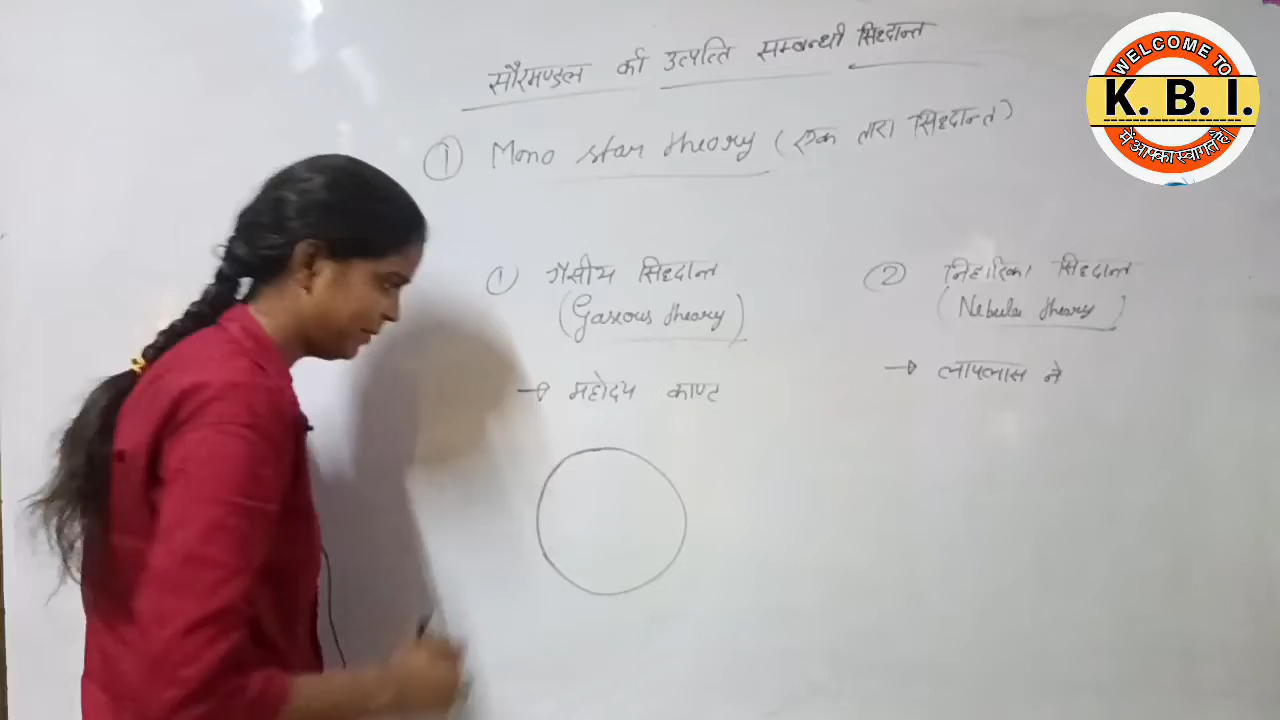 सौरमण्डल की उत्पत्ति सम्बन्धी सिद्दान्त
① Mono star theory (एक तारा सिद्दान्त)
① गैसीय सिद्दान्त
(Gaseous theory)
→ महोदय काण्ट
② निहारिका सिद्दान्त
(Nebula theory)
→ लाप्लास ने
WELCOME TO
K. B. I.
में आपका स्वागत है।